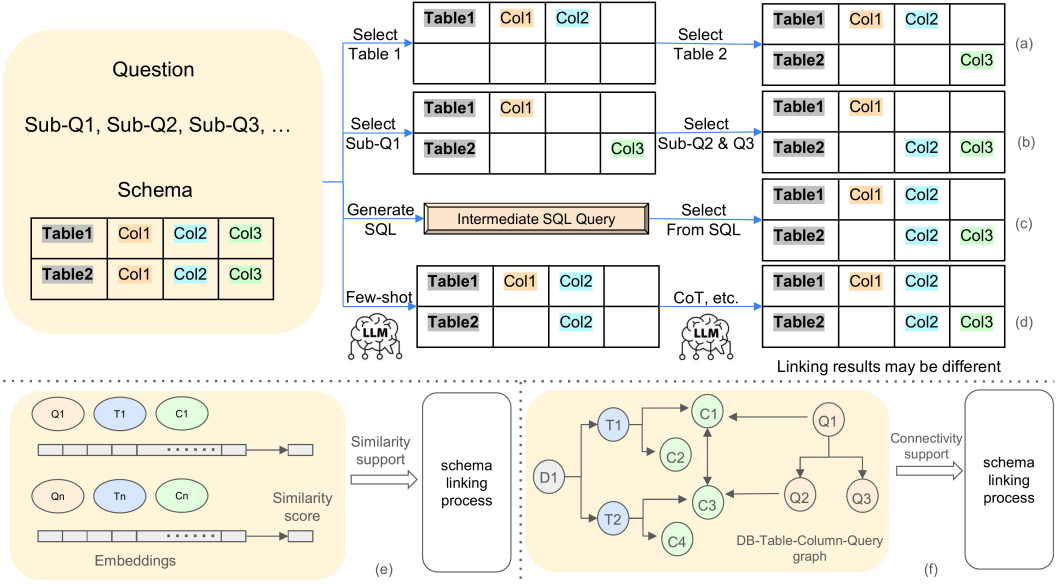 Question
Sub-Q1, Sub-Q2, Sub-Q3, ...
Schema
Table1 Col1 Col2 Col3
Table2 Col1 Col2 Col3
Select
Table 1
Table1 Col1 Col2
Select
Table 2
Table1 Col1 Col2
Table2 Col3
(a)
Select
Sub-Q1
Table1 Col1
Table2 Col3
Select
Sub-Q2 & Q3
Table1 Col1
Table2 Col2 Col3
(b)
Generate
SQL
Intermediate SQL Query
Select
From SQL
Table1 Col1 Col2
Table2 Col2 Col3
(c)
Few-shot
LLM
Table1 Col1 Col2
Table2 Col2
CoT, etc.
LLM
Table1 Col1 Col2
Table2 Col2 Col3
(d)
Linking results may be different
Q1 T1 C1
Qn Tn Cn
Similarity
score
Embeddings
Similarity
support
schema
linking
process
(e)
D1
T1
T2
C1
C2
C3
C4
Q1
Q2
Q3
DB-Table-Column-Query
graph
Connectivity
support
schema
linking
process
(f)